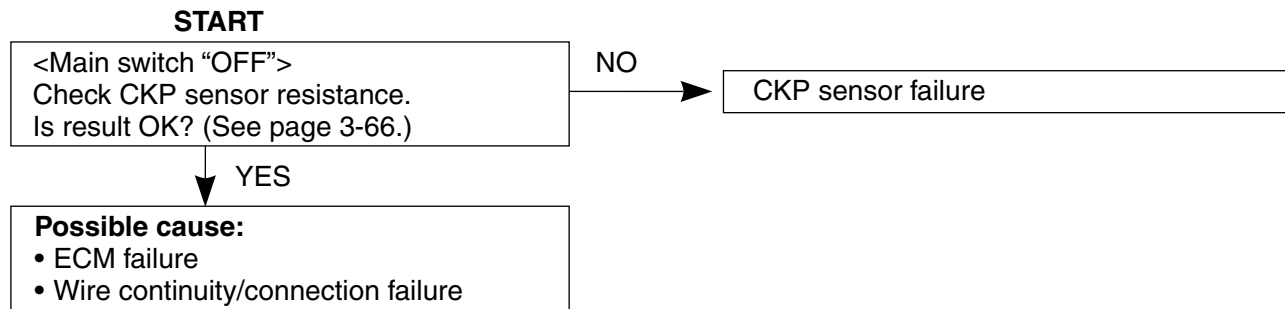 START
<Main switch “OFF”>
Check CKP sensor resistance.
Is result OK? (See page 3-66.)
NO
CKP sensor failure
YES
Possible cause:
• ECM failure
• Wire continuity/connection failure